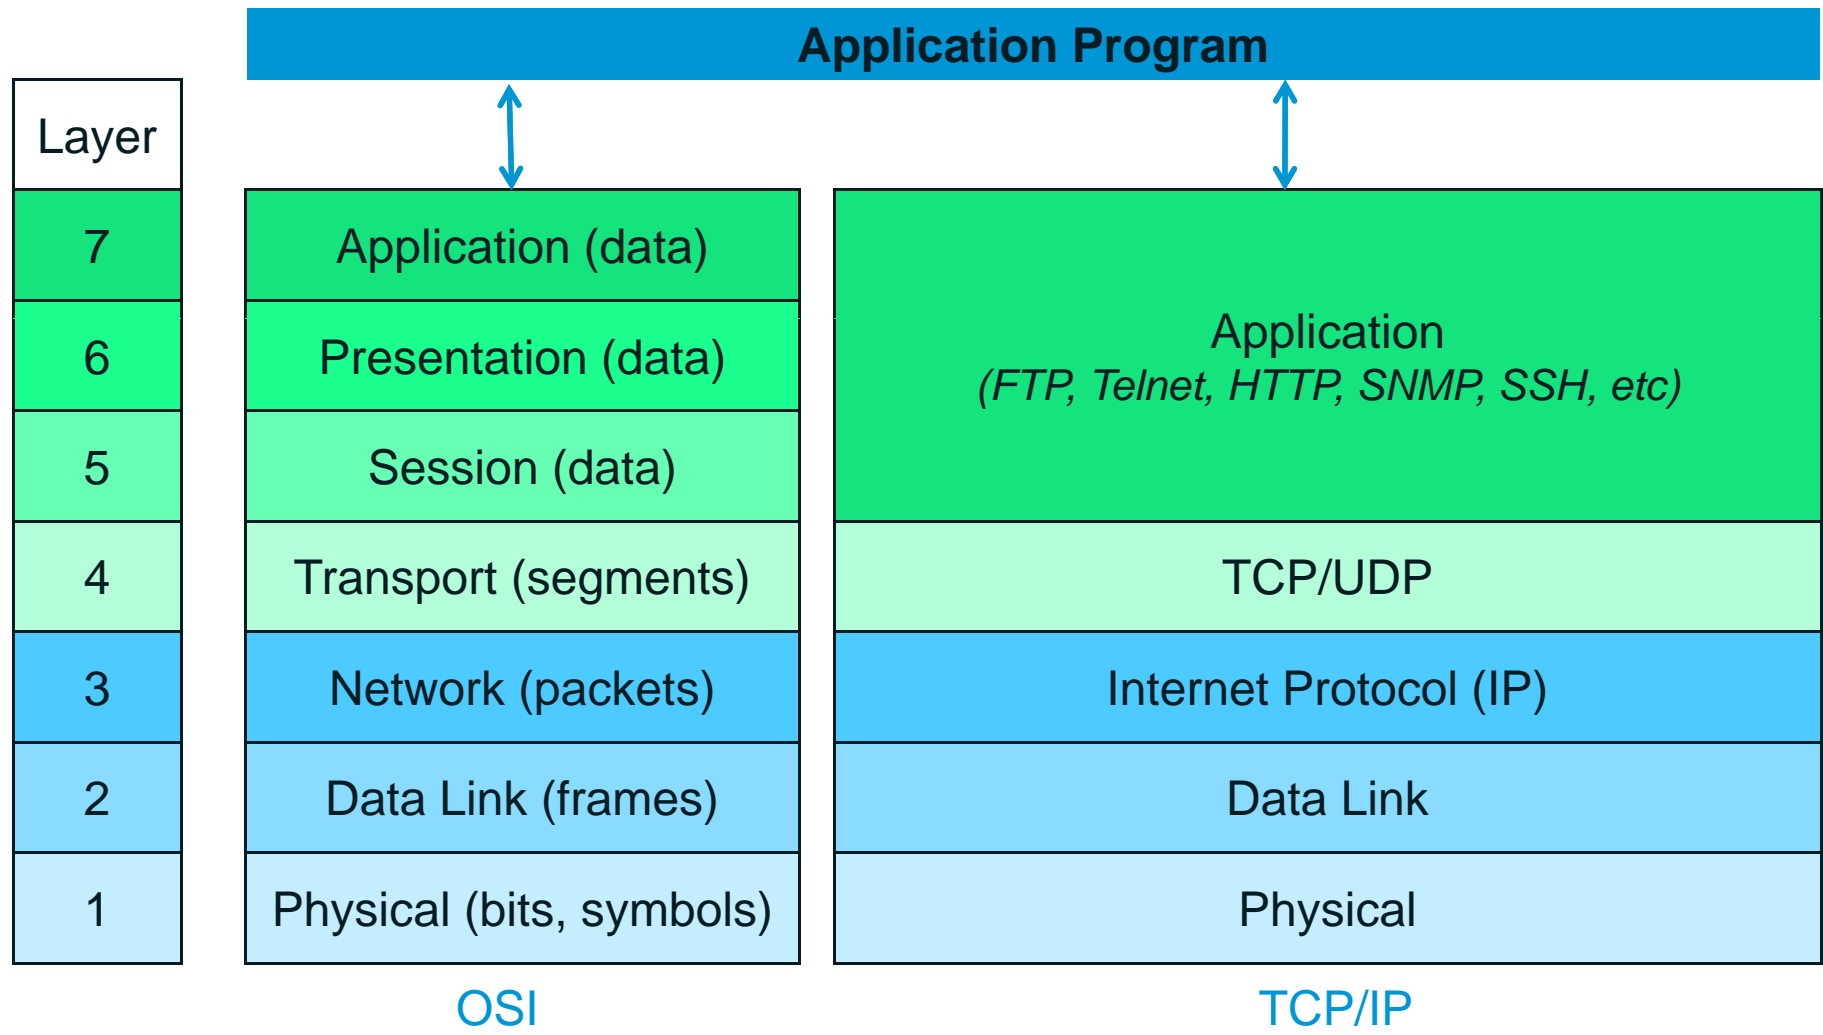 Application Program
Layer
7
Application (data)
6
Presentation (data)
5
Session (data)
Application
(FTP, Telnet, HTTP, SNMP, SSH, etc)
4
Transport (segments)
TCP/UDP
3
Network (packets)
Internet Protocol (IP)
2
Data Link (frames)
Data Link
1
Physical (bits, symbols)
Physical
OSI
TCP/IP